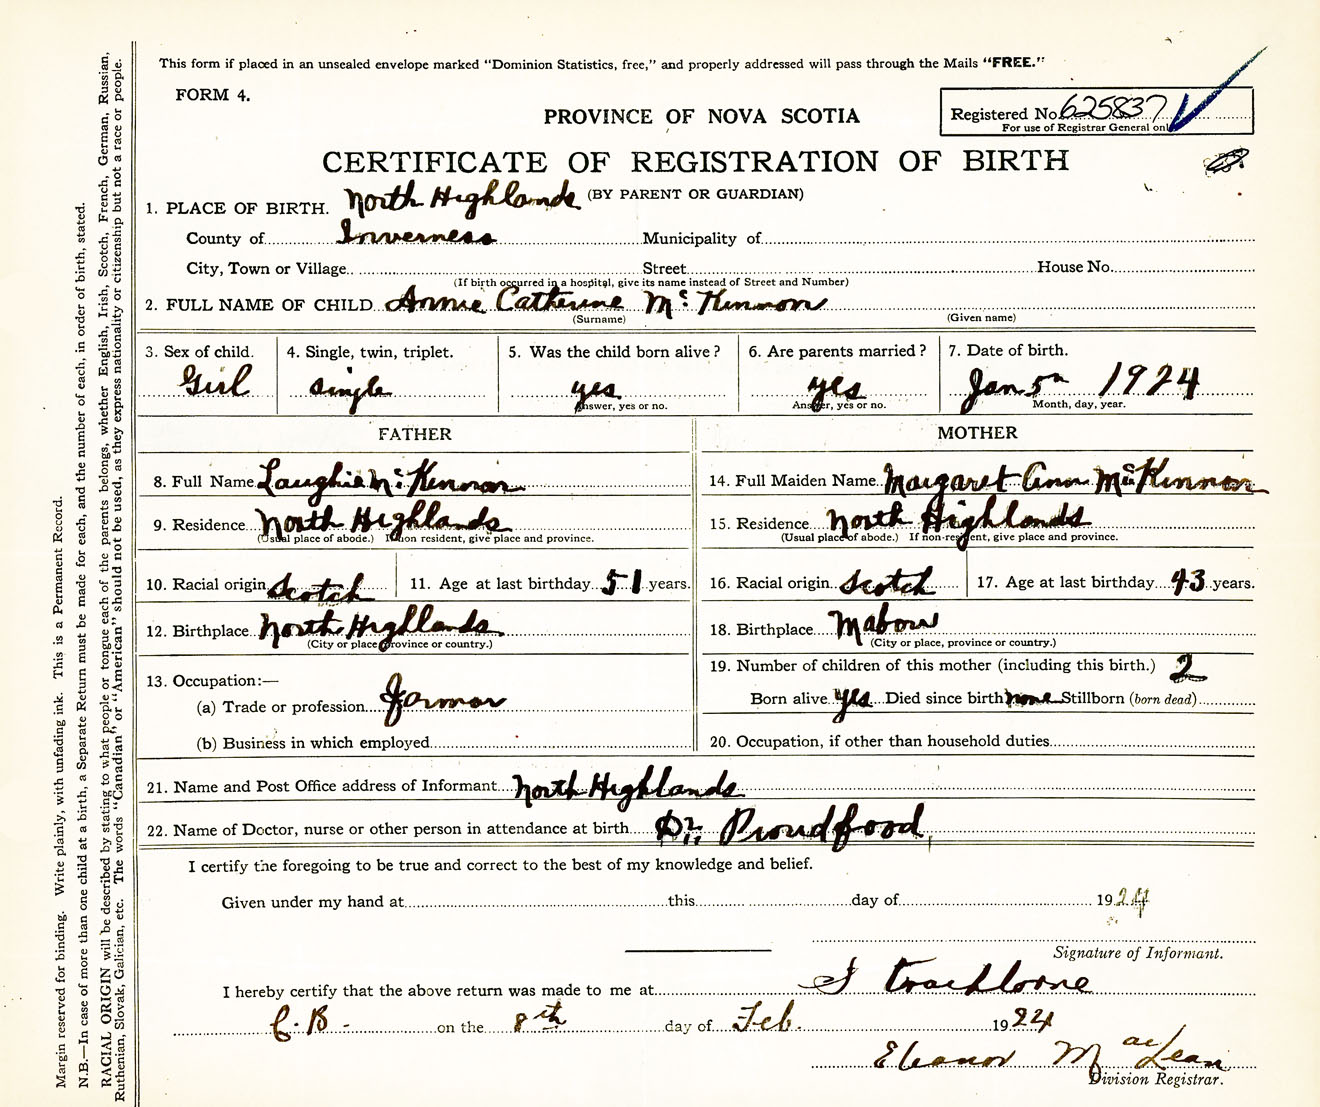 This form if placed in an unsealed envelope marked "Dominion Statistics, free," and properly addressed will pass through the Mails "FREE."
FORM 4.
PROVINCE OF NOVA SCOTIA
Registered No. 625837
For use of Registrar General only
CERTIFICATE OF REGISTRATION OF BIRTH
(BY PARENT OR GUARDIAN)
1. PLACE OF BIRTH. North Highlands
County of Inverness Municipality of
City, Town or Village Street House No.
(If birth occurred in a hospital, give its name instead of Street and Number)
2. FULL NAME OF CHILD Annie Catherine Mc Kinnon
(Surname) (Given name)
3. Sex of child. 4. Single, twin, triplet. 5. Was the child born alive? 6. Are parents married? 7. Date of birth.
Girl single yes yes Jan 5th 1924
Answer, yes or no. Answer, yes or no. Month, day, year.
FATHER MOTHER
8. Full Name Laughie Mc Kinnon 14. Full Maiden Name Margaret Ann McKinnon
9. Residence North Highlands 15. Residence North Highlands
(Usual place of abode.) If non resident, give place and province. (Usual place of abode.) If non-resident, give place and province.
10. Racial origin Scotch 11. Age at last birthday 51 years. 16. Racial origin Scotch 17. Age at last birthday 43 years.
12. Birthplace North Highlands 18. Birthplace Mabou
(City or place province or country.) (City or place, province or country.)
13. Occupation:— 19. Number of children of this mother (including this birth.) 2
(a) Trade or profession Farmer Born alive yes Died since birth none Stillborn (born dead)
(b) Business in which employed 20. Occupation, if other than household duties
21. Name and Post Office address of Informant North Highlands
22. Name of Doctor, nurse or other person in attendance at birth Dr. Proudfood
I certify the foregoing to be true and correct to the best of my knowledge and belief.
Given under my hand at this day of 1924
Signature of Informant.
I hereby certify that the above return was made to me at Strathlorne
C. B. on the 8th day of Feb. 1924
Eleanor MacLean
Division Registrar.
Margin reserved for binding. Write plainly, with unfading ink. This is a Permanent Record.
N.B.—In case of more than one child at a birth, a Separate Return must be made for each, and the number of each, in order of birth, stated.
RACIAL ORIGIN will be described by stating to what people or tongue each of the parents belongs, whether English, Irish, Scotch, French, German, Russian,
Ruthenian, Slovak, Galician, etc. The words "Canadian" or "American" should not be used, as they express nationality or citizenship but not a race or people.